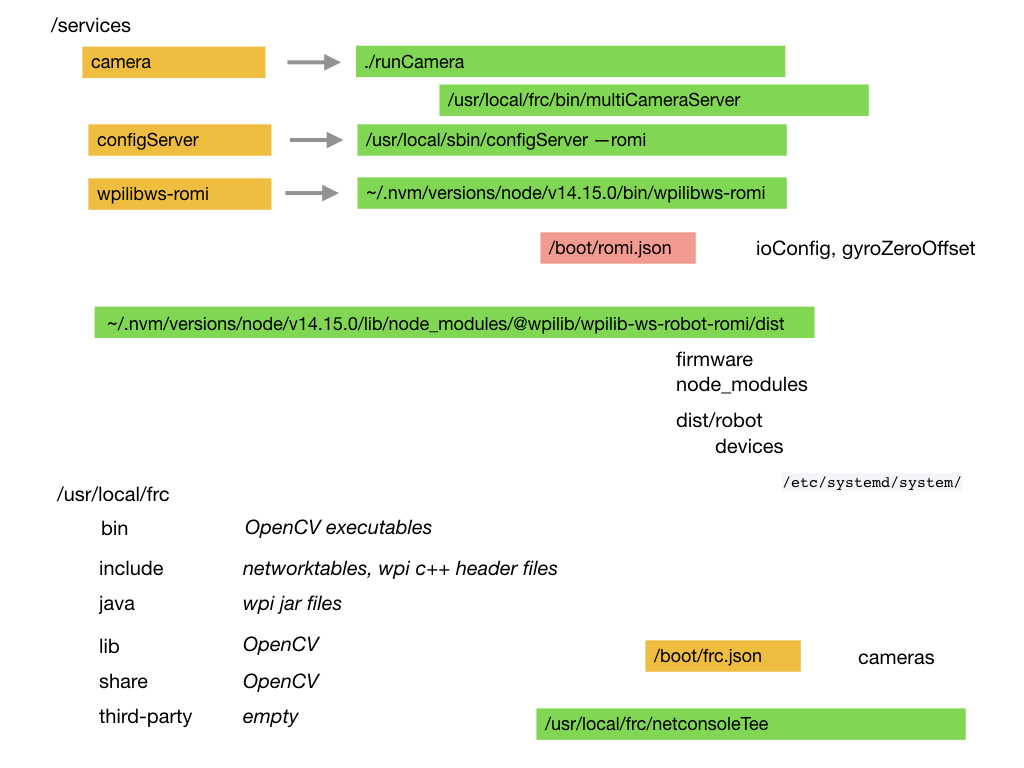 /services
camera
./runCamera
/usr/local/frc/bin/multiCameraServer
configServer
/usr/local/sbin/configServer —romi
wpilibws-romi
~/.nvm/versions/node/v14.15.0/bin/wpilibws-romi
/boot/romi.json
ioConfig, gyroZeroOffset
~/.nvm/versions/node/v14.15.0/lib/node_modules/@wpilib/wpilib-ws-robot-romi/dist
firmware
node_modules
dist/robot
devices
/etc/systemd/system/
/usr/local/frc
bin
OpenCV executables
include
networktables, wpi c++ header files
java
wpi jar files
lib
OpenCV
/boot/frc.json
cameras
share
OpenCV
third-party
empty
/usr/local/frc/netconsoleTee